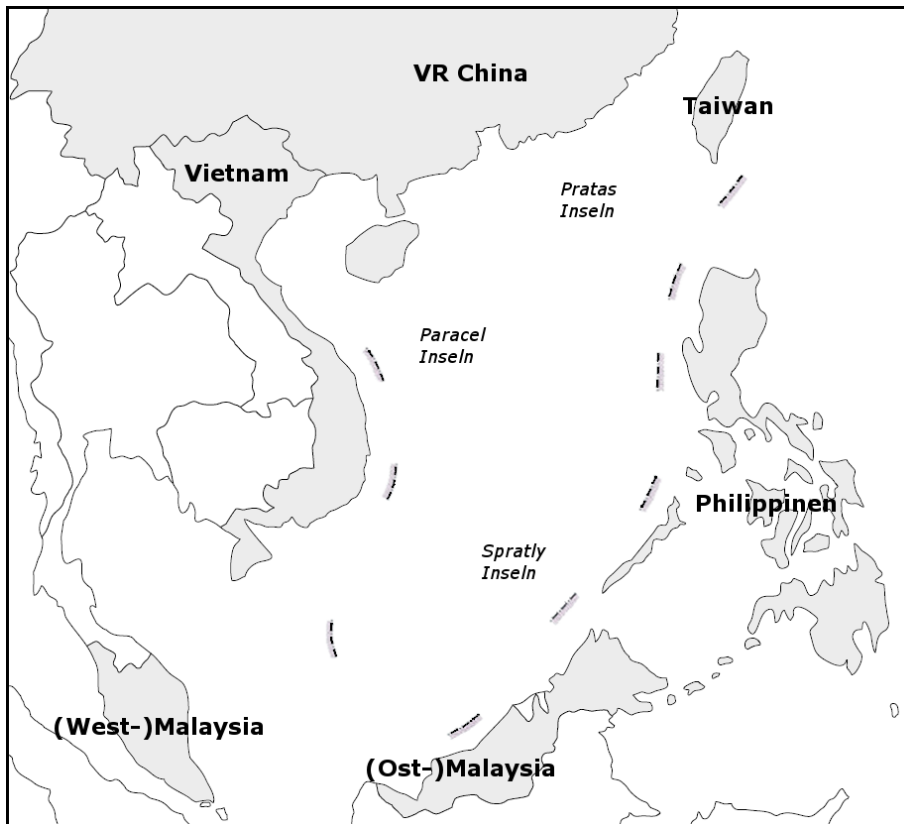 VR China
Taiwan
Vietnam
Pratas
Inseln
Paracel
Inseln
Philippinen
Spratly
Inseln
(West-)Malaysia
(Ost-)Malaysia